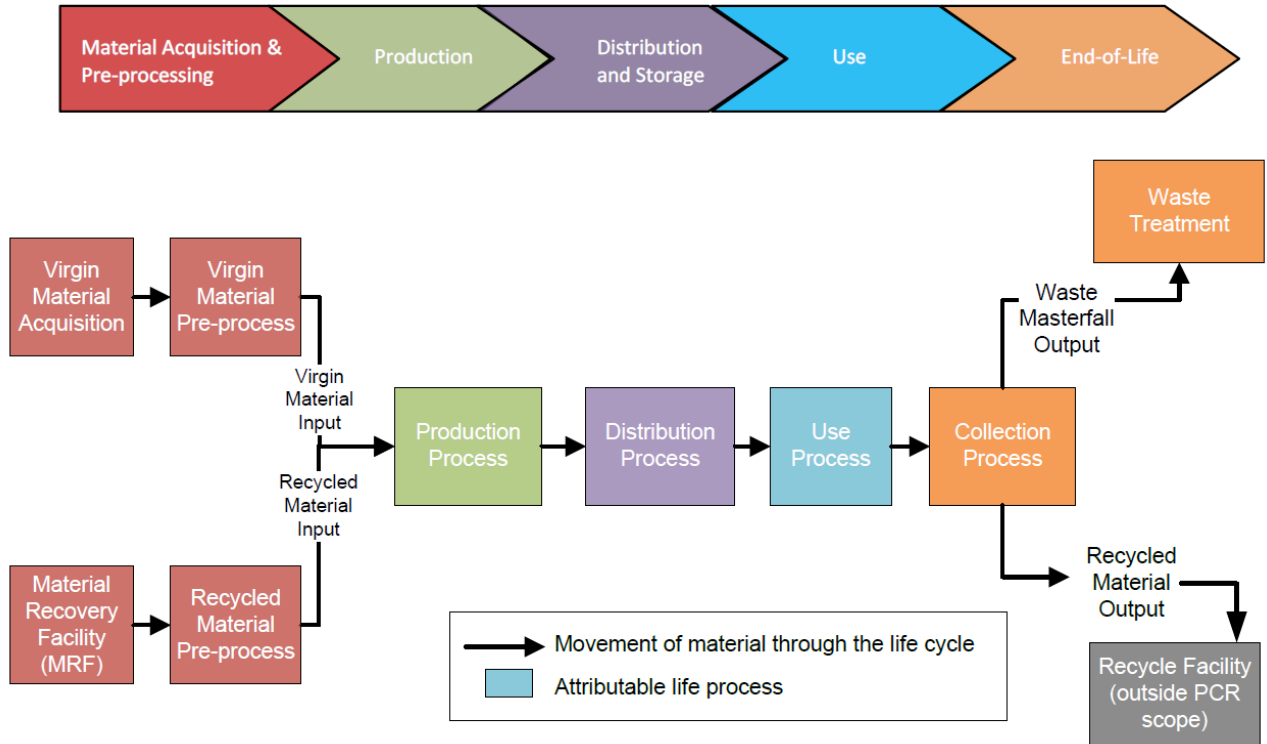 Material Acquisition &
Pre-processing
Production
Distribution
and Storage
Use
End-of-Life
Waste
Treatment
Virgin
Material
Acquisition
Virgin
Material
Pre-process
Waste
Masterfall
Output
Virgin
Material
Input
Production
Process
Distribution
Process
Use
Process
Collection
Process
Recycled
Material
Input
Material
Recovery
Facility
(MRF)
Recycled
Material
Pre-process
Recycled
Material
Output
Movement of material through the life cycle
Attributable life process
Recycle Facility
(outside PCR
scope)